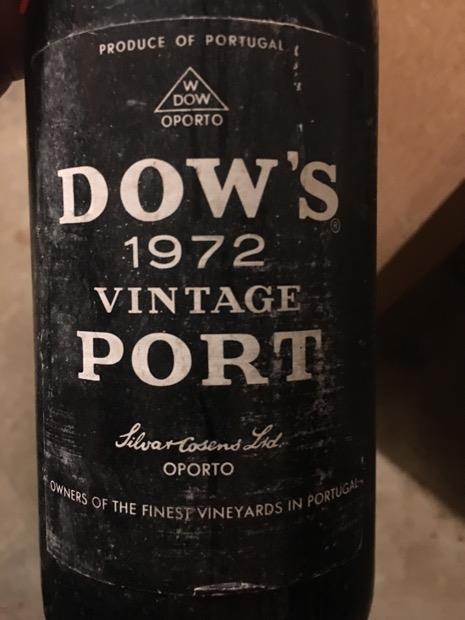 PRODUCE OF PORTUGAL
W
DOW
OPORTO
DOW'S®
1972
VINTAGE
PORT
Silva & Cosens Ltd.
OPORTO
OWNERS OF THE FINEST VINEYARDS IN PORTUGAL